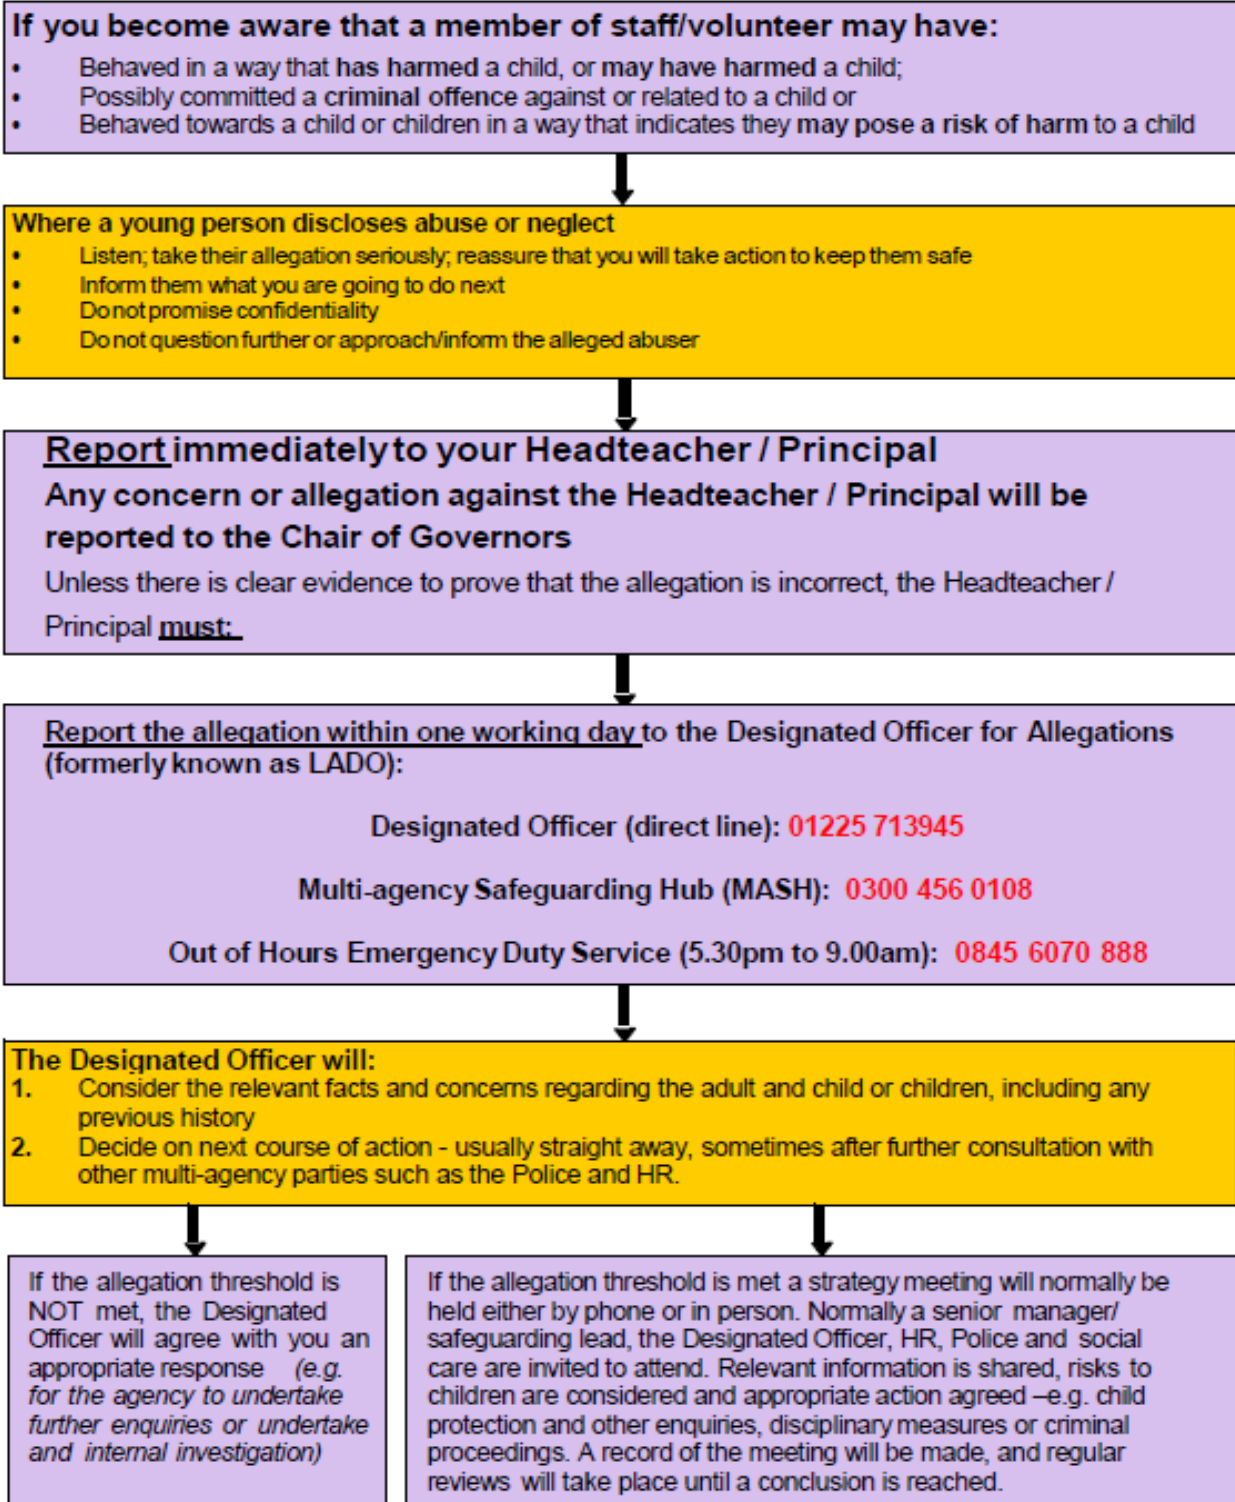 If you become aware that a member of staff/volunteer may have:
• Behaved in a way that has harmed a child, or may have harmed a child;
• Possibly committed a criminal offence against or related to a child or
• Behaved towards a child or children in a way that indicates they may pose a risk of harm to a child
Where a young person discloses abuse or neglect
• Listen; take their allegation seriously; reassure that you will take action to keep them safe
• Inform them what you are going to do next
• Do not promise confidentiality
• Do not question further or approach/inform the alleged abuser
Report immediately to your Headteacher / Principal
Any concern or allegation against the Headteacher / Principal will be
reported to the Chair of Governors
Unless there is clear evidence to prove that the allegation is incorrect, the Headteacher /
Principal must:
Report the allegation within one working day to the Designated Officer for Allegations
(formerly known as LADO):
Designated Officer (direct line): 01225 713945
Multi-agency Safeguarding Hub (MASH): 0300 456 0108
Out of Hours Emergency Duty Service (5.30pm to 9.00am): 0845 6070 888
The Designated Officer will:
1. Consider the relevant facts and concerns regarding the adult and child or children, including any
previous history
2. Decide on next course of action - usually straight away, sometimes after further consultation with
other multi-agency parties such as the Police and HR.
If the allegation threshold is
NOT met, the Designated
Officer will agree with you an
appropriate response (e.g.
for the agency to undertake
further enquiries or undertake
and internal investigation)
If the allegation threshold is met a strategy meeting will normally be
held either by phone or in person. Normally a senior manager/
safeguarding lead, the Designated Officer, HR, Police and social
care are invited to attend. Relevant information is shared, risks to
children are considered and appropriate action agreed –e.g. child
protection and other enquiries, disciplinary measures or criminal
proceedings. A record of the meeting will be made, and regular
reviews will take place until a conclusion is reached.